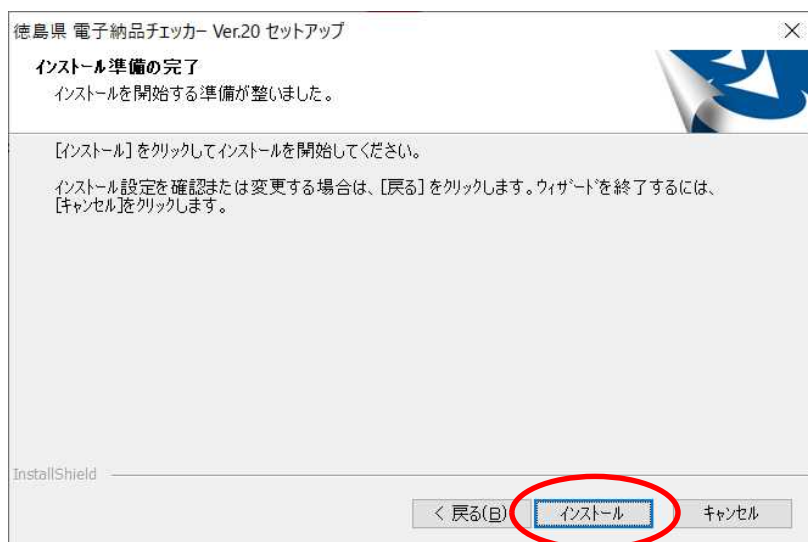 徳島県 電子納品チェッカー Ver.20 セットアップ
インストール準備の完了
インストールを開始する準備が整いました。
[インストール] をクリックしてインストールを開始してください。
インストール設定を確認または変更する場合は、[戻る] をクリックします。ウィザードを終了するには、
[キャンセル]をクリックします。
InstallShield
< 戻る(B)
インストール
キャンセル